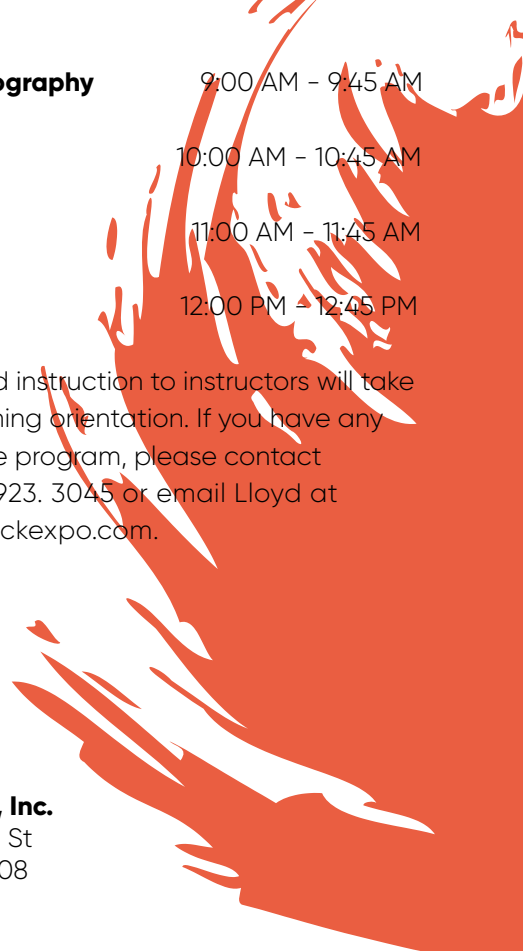 ography 9:00 AM - 9:45 AM
10:00 AM - 10:45 AM
11:00 AM - 11:45 AM
12:00 PM - 12:45 PM
d instruction to instructors will take
ning orientation. If you have any
e program, please contact
923. 3045 or email Lloyd at
ckexpo.com.
, Inc.
St
08